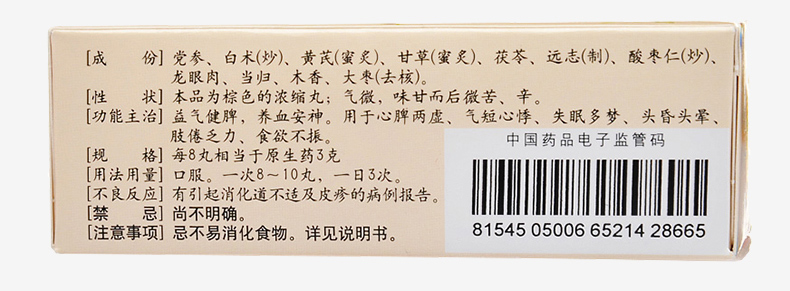 [成　份] 党参、白术(炒)、黄芪(蜜炙)、甘草(蜜炙)、茯苓、远志(制)、酸枣仁(炒)、
龙眼肉、当归、木香、大枣(去核)。
[性　状] 本品为棕色的浓缩丸；气微，味甘而后微苦、辛。
[功能主治] 益气健脾，养血安神。用于心脾两虚、气短心悸、失眠多梦、头昏头晕、
肢倦乏力、食欲不振。
[规　格] 每8丸相当于原生药3克
[用法用量] 口服。一次8～10丸，一日3次。
[不良反应] 有引起消化道不适及皮疹的病例报告。
[禁　忌] 尚不明确。
[注意事项] 忌不易消化食物。详见说明书。
中国药品电子监管码
81545 05006 65214 28665